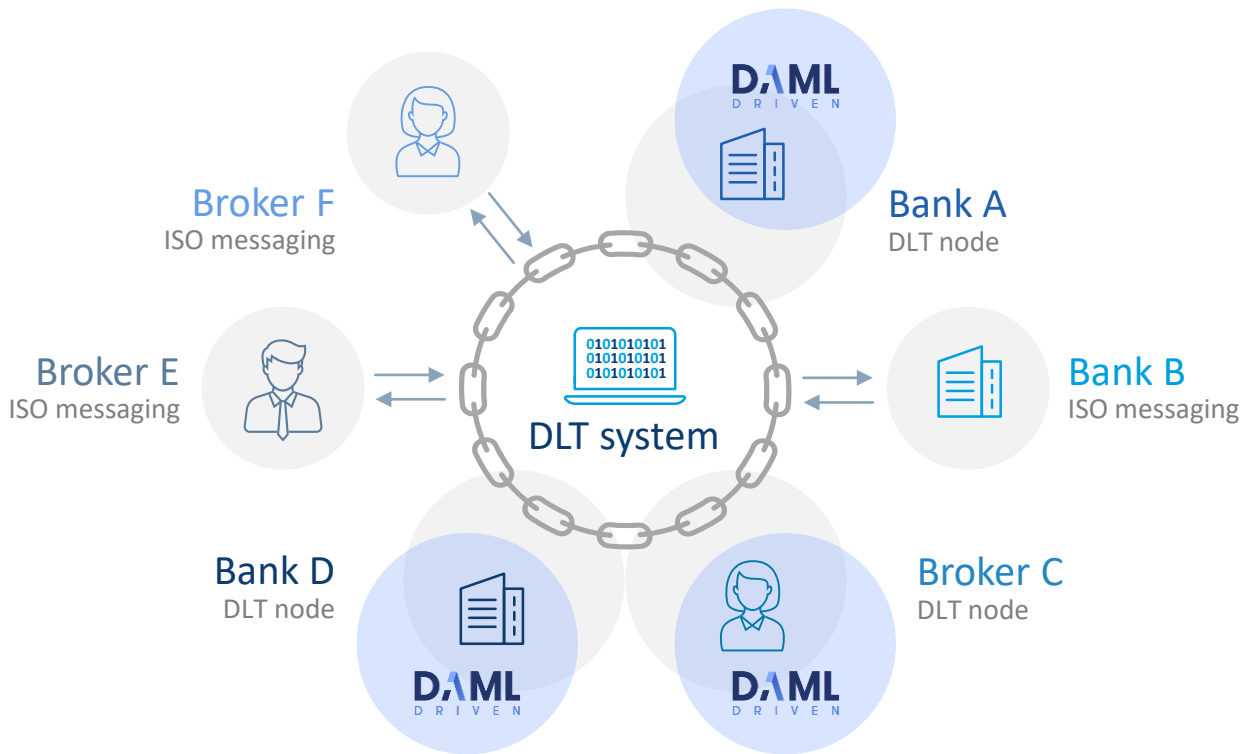 DAML
DRIVEN
Broker F
ISO messaging
Bank A
DLT node
Broker E
ISO messaging
0101010101
0101010101
0101010101
DLT system
Bank B
ISO messaging
Bank D
DLT node
DAML
DRIVEN
Broker C
DLT node
DAML
DRIVEN